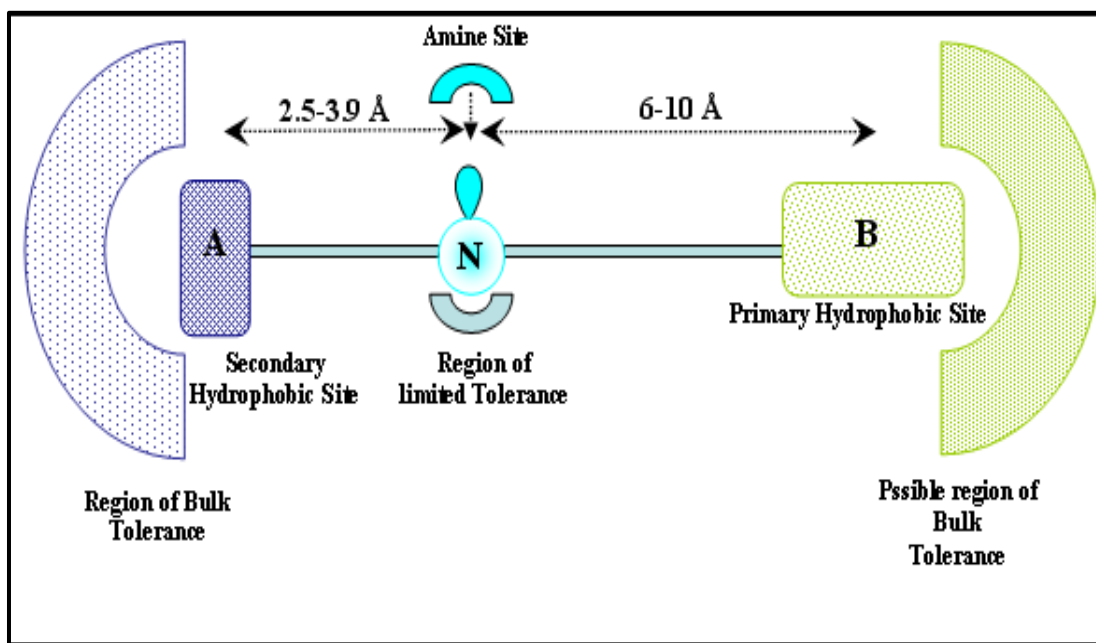 Amine Site
2.5-3.9 Å
6-10 Å
A
N
B
Primary Hydrophobic Site
Secondary
Hydrophobic Site
Region of
limited Tolerance
Region of Bulk
Tolerance
Pssible region of
Bulk
Tolerance